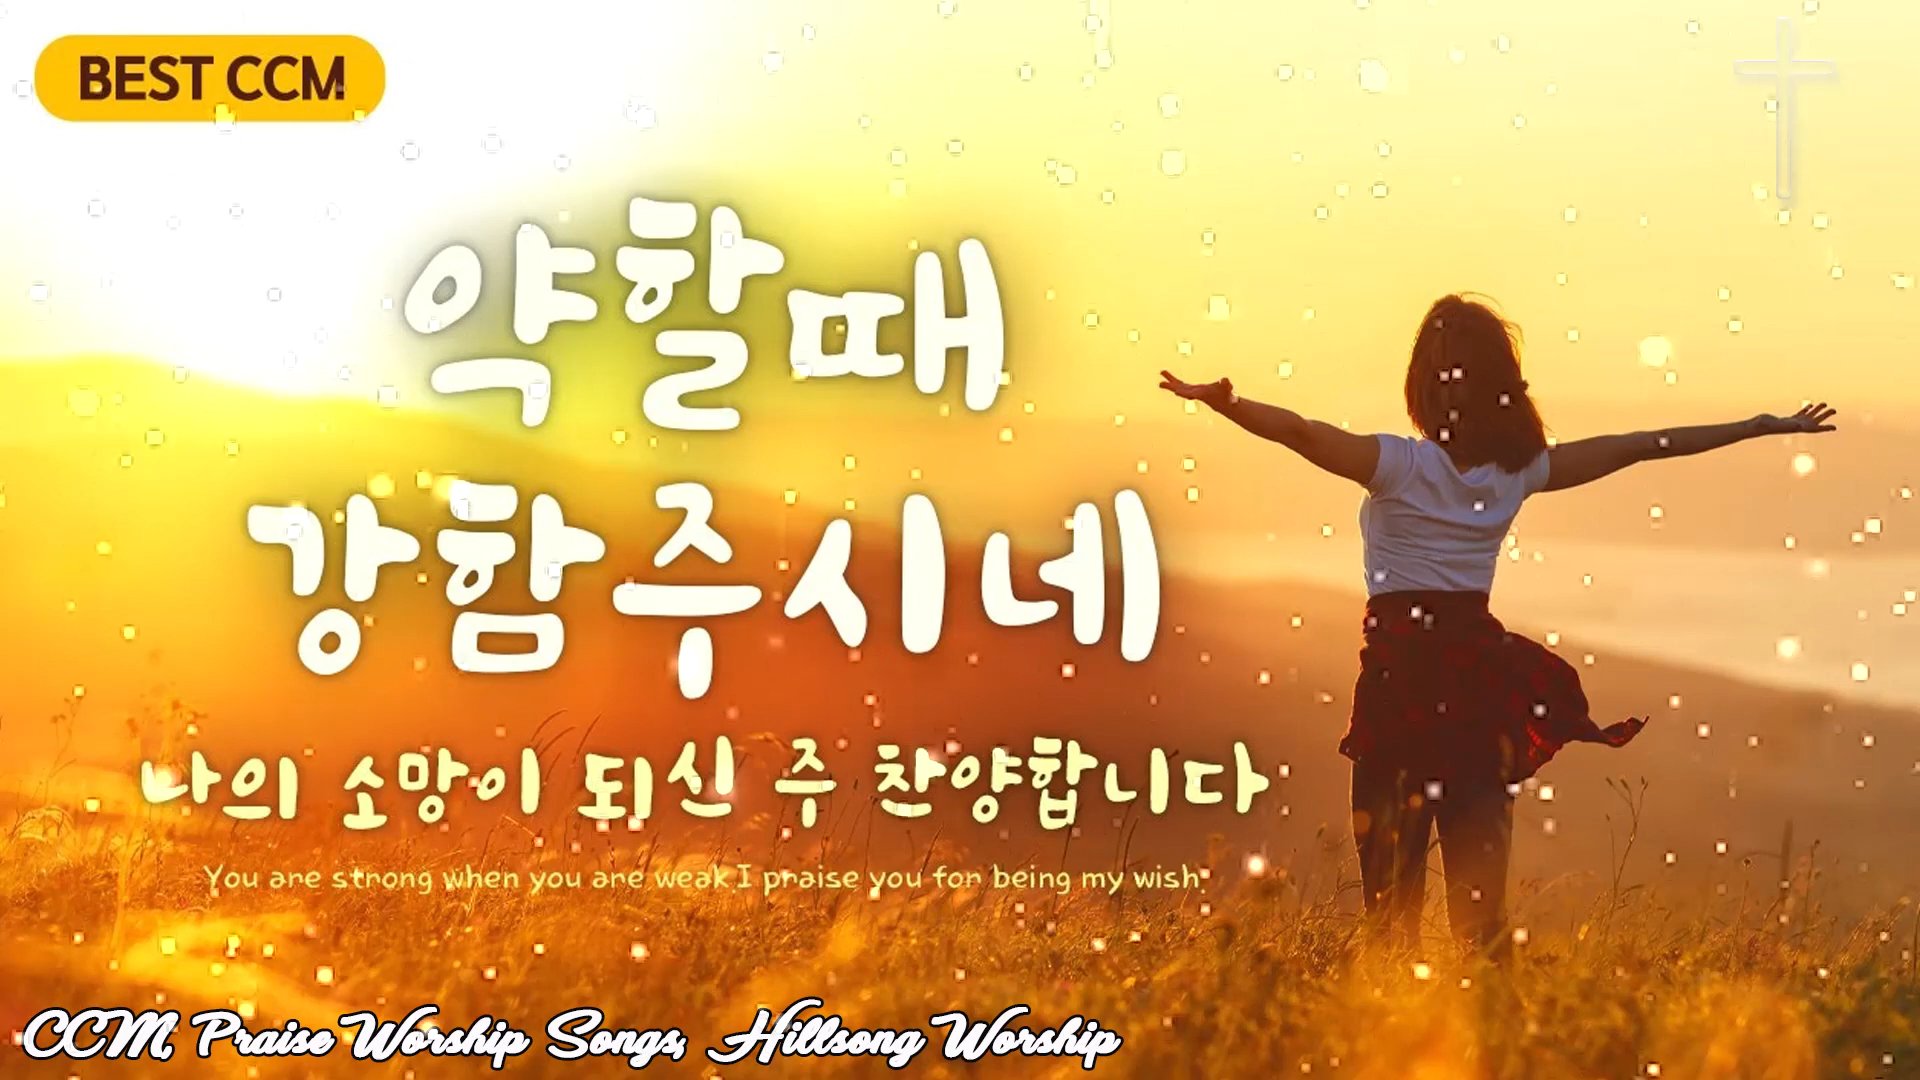 BEST CCM
약할때
강함주시네
나의 소망이 되신 주 찬양합니다
You are strong when you are weak I praise you for being my wish.
CCM, Praise Worship Songs, Hillsong Worship